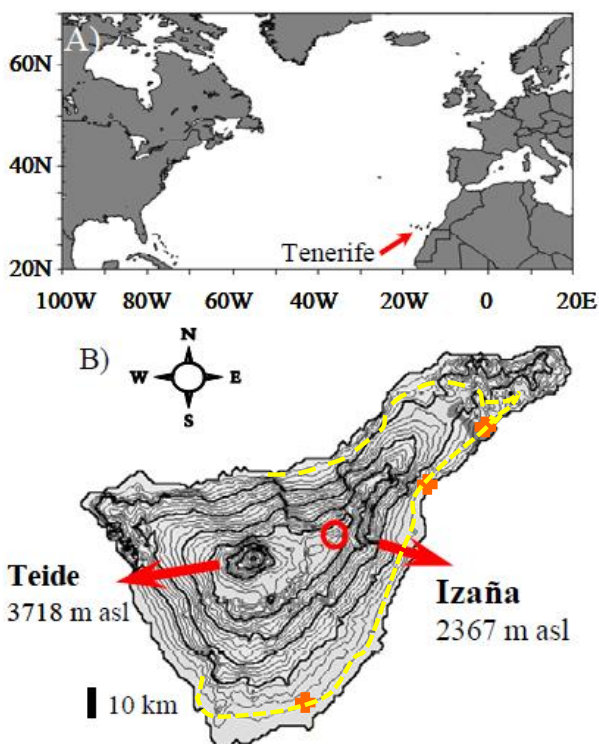 A)
60N
40N
20N
Tenerife
100W 80W 60W 40W 20W 0 20E
B)
N
W E
S
Teide
3718 m asl
Izaña
2367 m asl
10 km